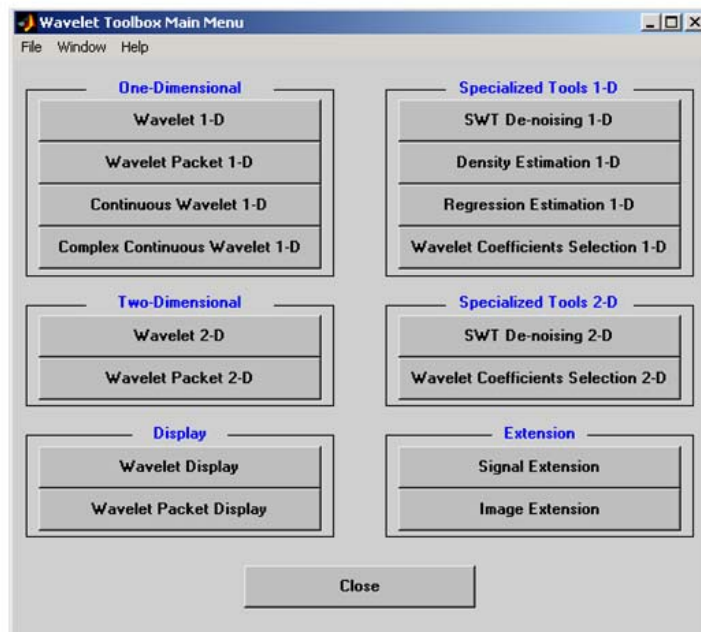 Wavelet Toolbox Main Menu
File Window Help
One-Dimensional
Wavelet 1-D
Wavelet Packet 1-D
Continuous Wavelet 1-D
Complex Continuous Wavelet 1-D
Specialized Tools 1-D
SWT De-noising 1-D
Density Estimation 1-D
Regression Estimation 1-D
Wavelet Coefficients Selection 1-D
Two-Dimensional
Wavelet 2-D
Wavelet Packet 2-D
Specialized Tools 2-D
SWT De-noising 2-D
Wavelet Coefficients Selection 2-D
Display
Wavelet Display
Wavelet Packet Display
Extension
Signal Extension
Image Extension
Close